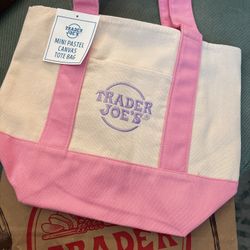 TRADER
JOE'S
MINI PASTEL
CANVAS
TOTE BAG
TRADER
JOE'S®
TRADER